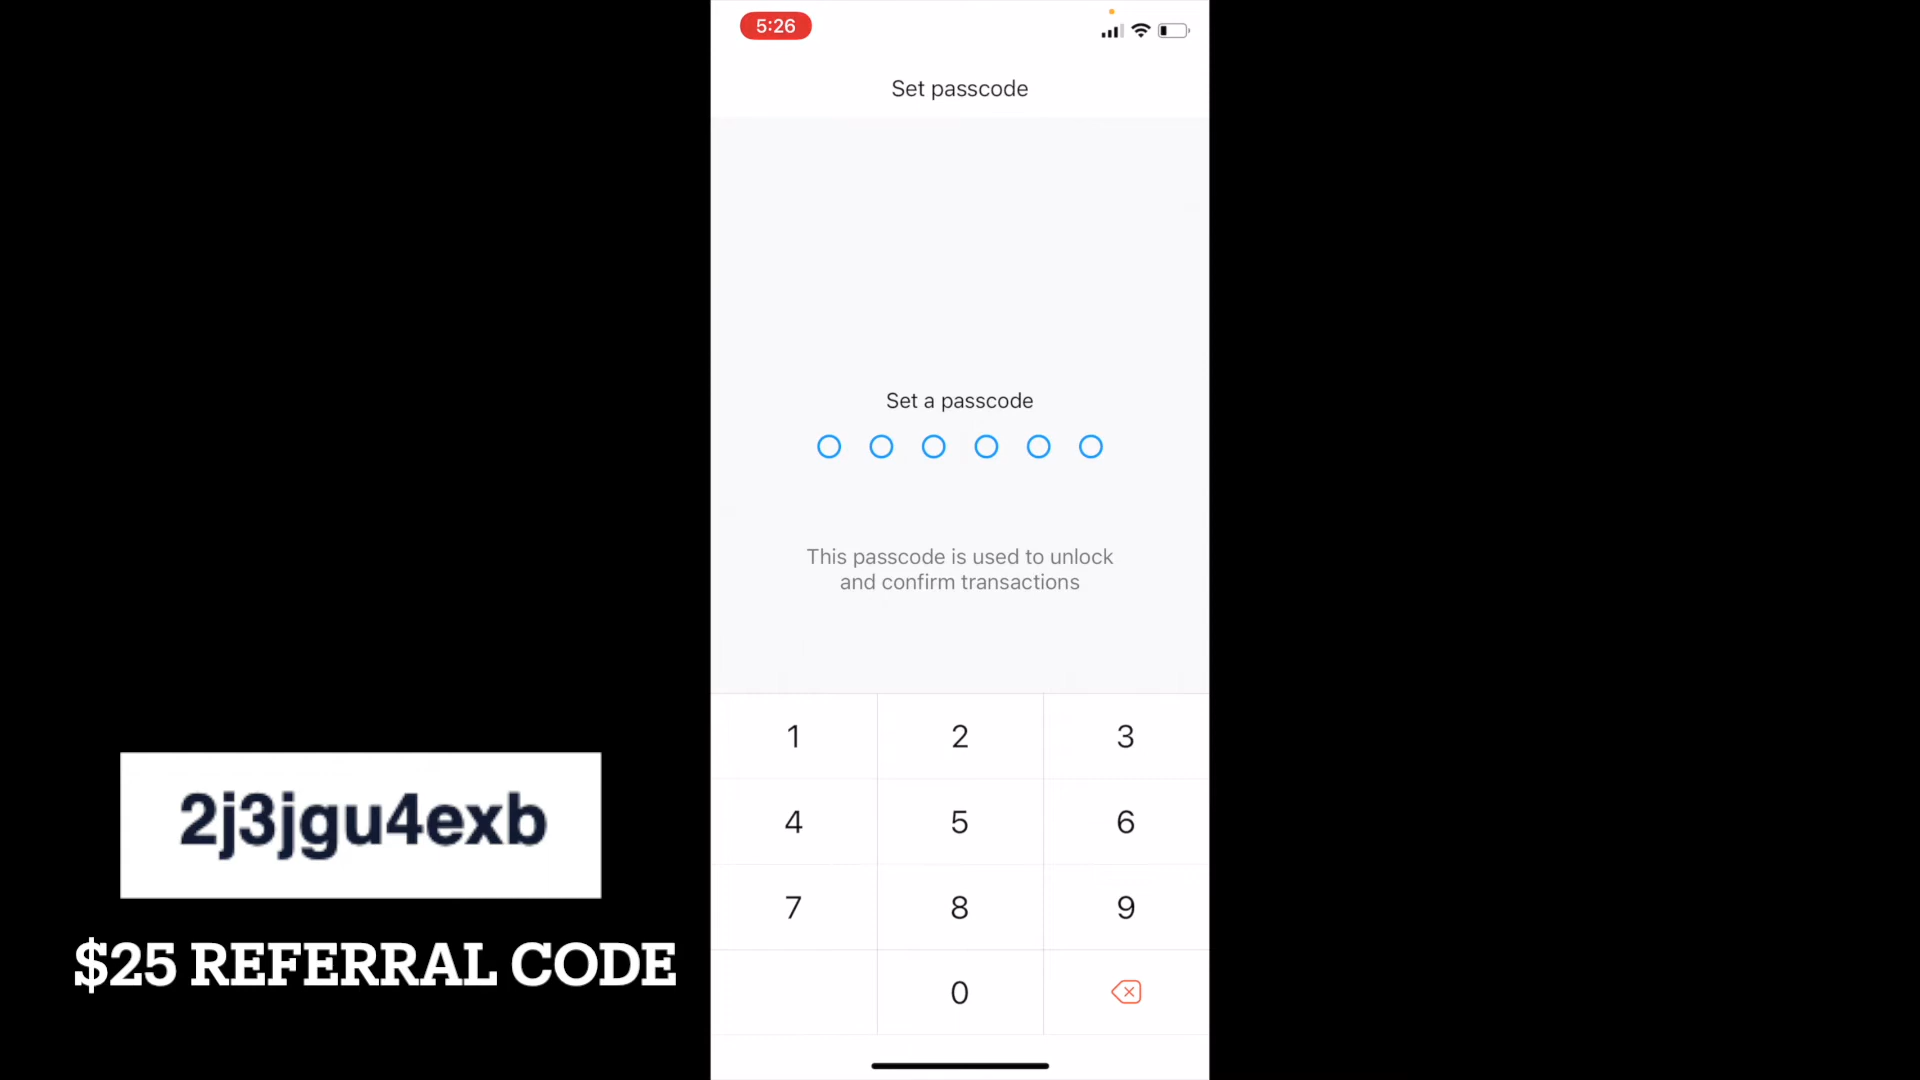 5:26
Set passcode
Set a passcode
This passcode is used to unlock
and confirm transactions
1 2 3
4 5 6
7 8 9
0
2j3jgu4exb
$25 REFERRAL CODE